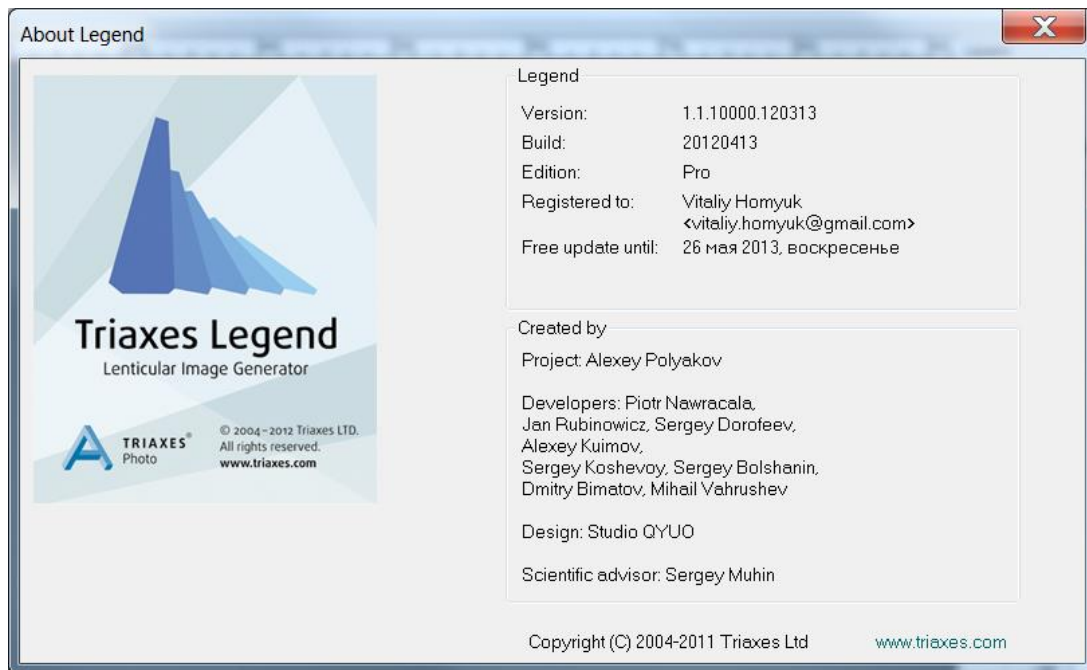 About Legend
Triaxes Legend
Lenticular Image Generator
TRIAXES®
Photo
© 2004-2012 Triaxes LTD.
All rights reserved.
www.triaxes.com
Legend
Version: 1.1.10000.120313
Build: 20120413
Edition: Pro
Registered to: Vitaliy Homyuk
<vitaliy.homyuk@gmail.com>
Free update until: 26 мая 2013, воскресенье
Created by
Project: Alexey Polyakov
Developers: Piotr Nawracala,
Jan Rubinowicz, Sergey Dorofeev,
Alexey Kuimov,
Sergey Koshevoy, Sergey Bolshanin,
Dmitry Bimatov, Mihail Vahrushev
Design: Studio QYUO
Scientific advisor: Sergey Muhin
Copyright (C) 2004-2011 Triaxes Ltd www.triaxes.com